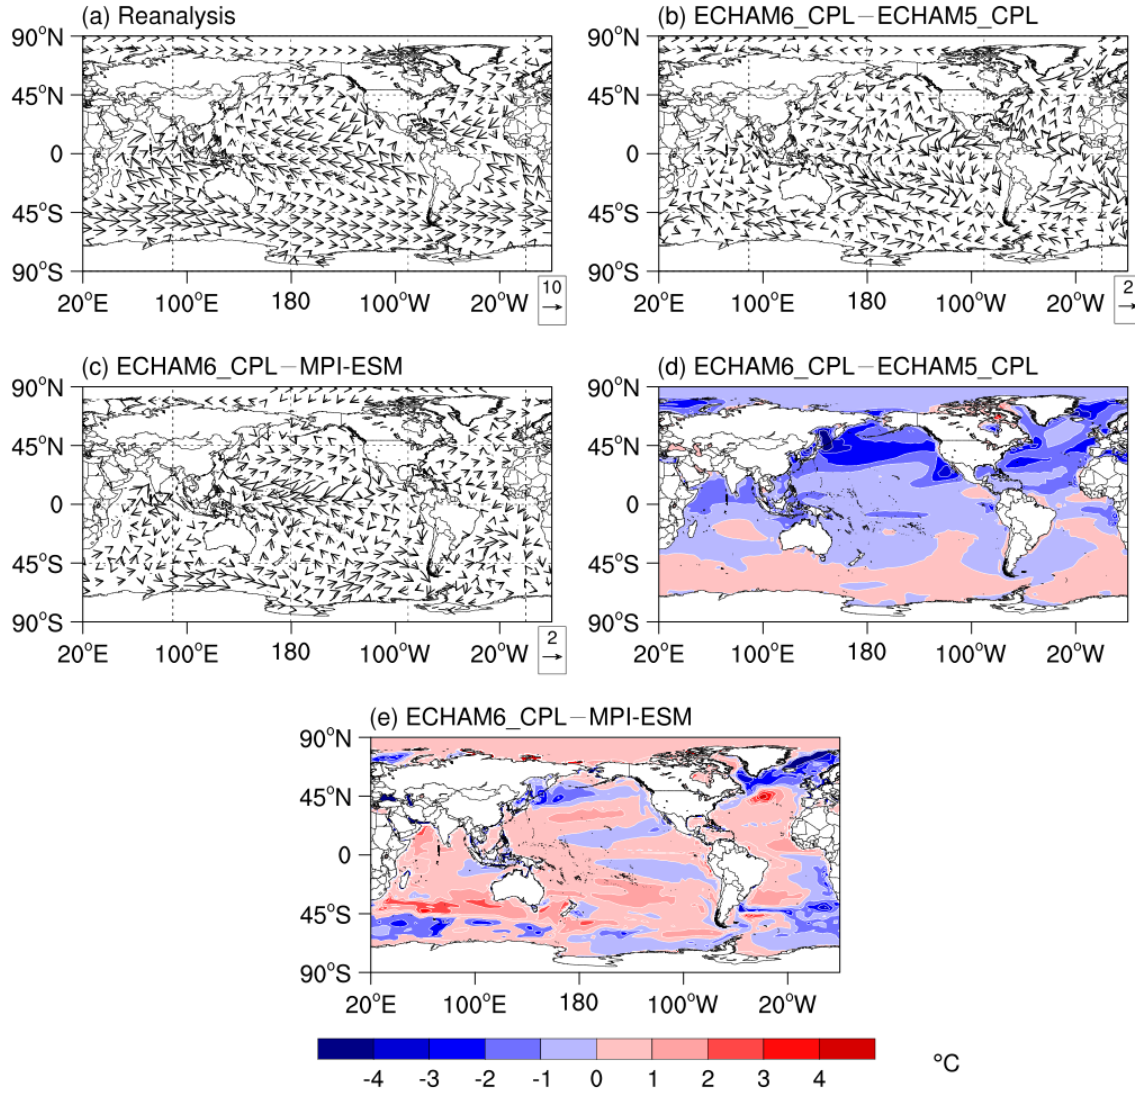 (a) Reanalysis
90°N
45°N
0
45°S
90°S
20°E 100°E 180 100°W 20°W
10
(b) ECHAM6_CPL−ECHAM5_CPL
90°N
45°N
0
45°S
90°S
20°E 100°E 180 100°W 20°W
2
(c) ECHAM6_CPL−MPI-ESM
90°N
45°N
0
45°S
90°S
20°E 100°E 180 100°W 20°W
2
(d) ECHAM6_CPL−ECHAM5_CPL
90°N
45°N
0
45°S
90°S
20°E 100°E 180 100°W 20°W
(e) ECHAM6_CPL−MPI-ESM
90°N
45°N
0
45°S
90°S
20°E 100°E 180 100°W 20°W
-4 -3 -2 -1 0 1 2 3 4
°C